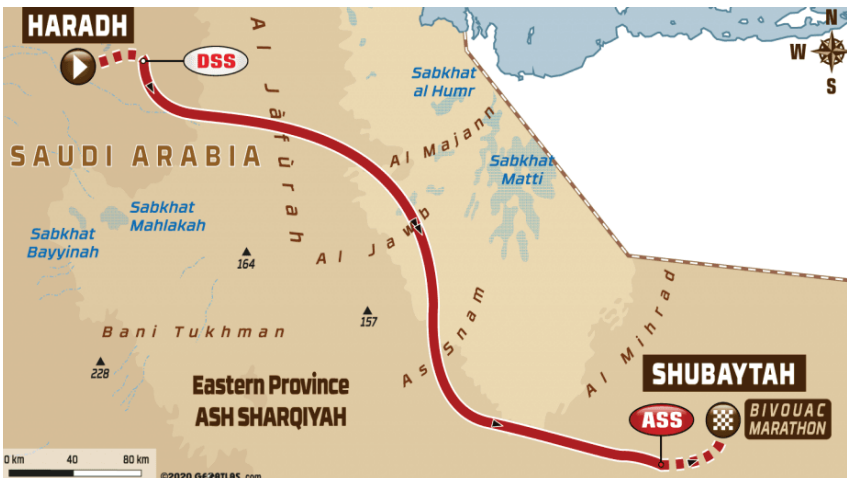 HARADH
DSS
N
W
E
S
Al Jāfūrah
Sabkhat
al Humr
Al Majann
SAUDI ARABIA
Sabkhat
Matti
Sabkhat
Mahlakah
Sabkhat
Bayyinah
Al Jawb
164
157
Bani Tukhman
As Snam
Al Mihrad
228
Eastern Province
ASH SHARQIYAH
SHUBAYTAH
ASS
BIVOUAC
MARATHON
0 km 40 80 km
©2020 GEOATLAS.com